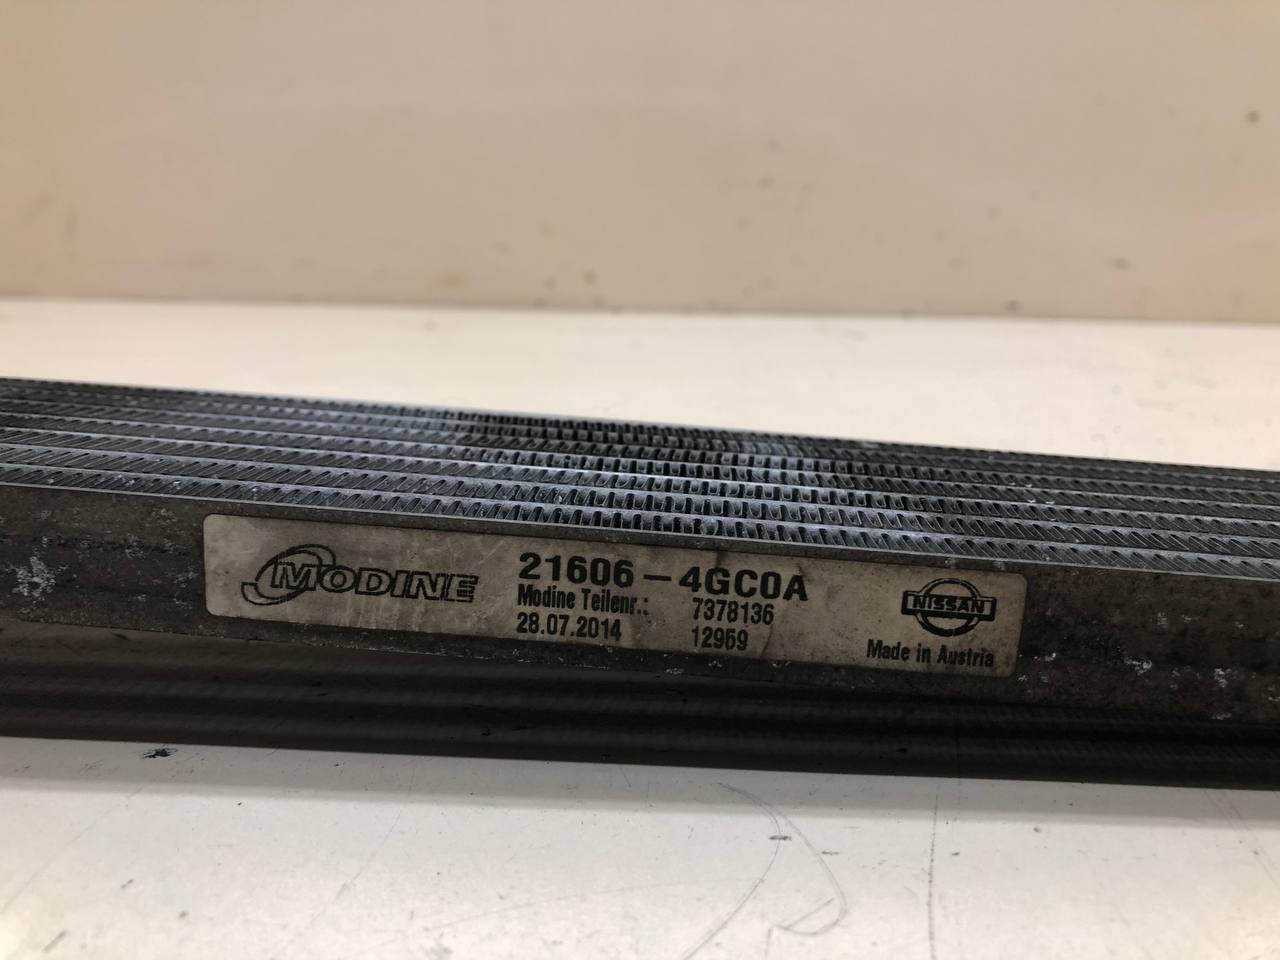 MODINE
21606-4GC0A
Modine Teilenr.: 7378136
28.07.2014 12969
NISSAN
Made in Austria